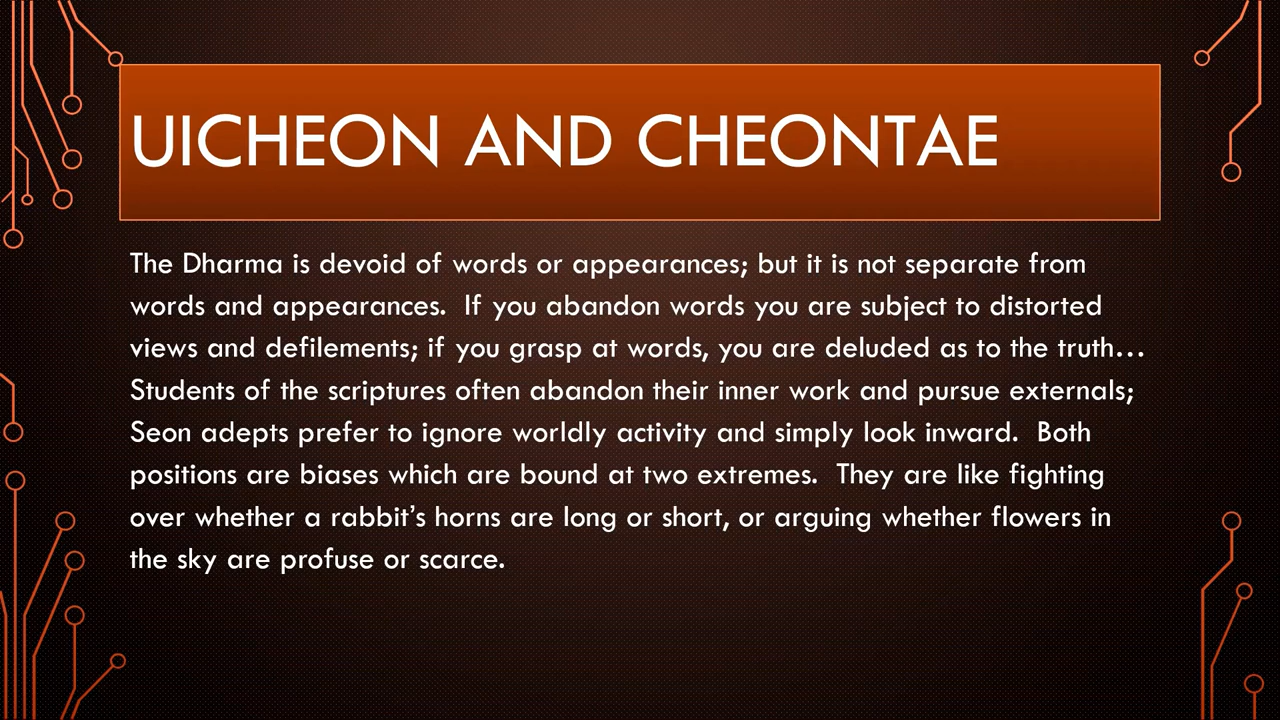 UICHEON AND CHEONTAE
The Dharma is devoid of words or appearances; but it is not separate from
words and appearances.  If you abandon words you are subject to distorted
views and defilements; if you grasp at words, you are deluded as to the truth…
Students of the scriptures often abandon their inner work and pursue externals;
Seon adepts prefer to ignore worldly activity and simply look inward.  Both
positions are biases which are bound at two extremes.  They are like fighting
over whether a rabbit’s horns are long or short, or arguing whether flowers in
the sky are profuse or scarce.